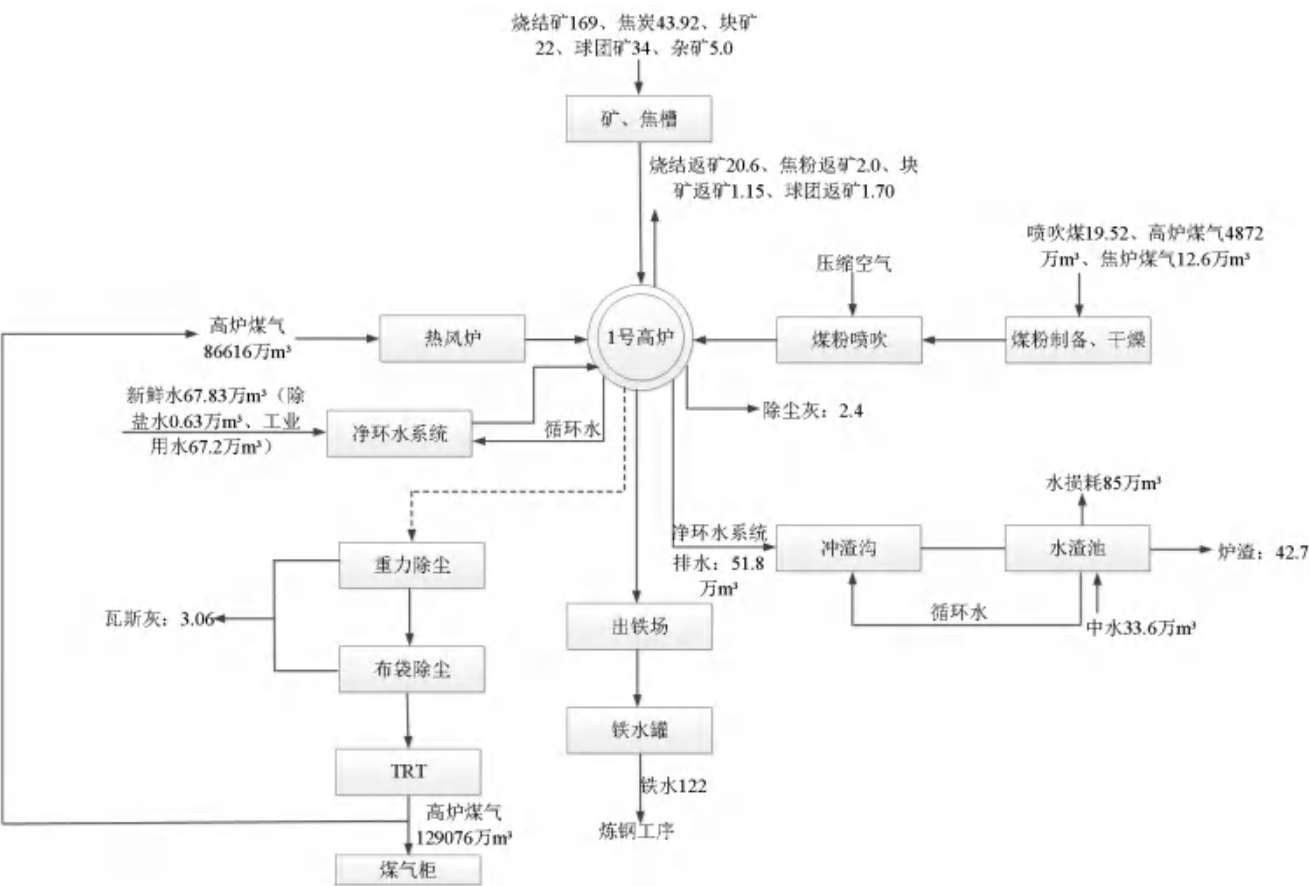 烧结矿169、焦炭43.92、块矿
22、球团矿34、杂矿5.0
矿、焦槽
烧结返矿20.6、焦粉返矿2.0、块
矿返矿1.15、球团返矿1.70
喷吹煤19.52、高炉煤气4872
万m³、焦炉煤气12.6万m³
压缩空气
高炉煤气
86616万m³
热风炉
1号高炉
煤粉喷吹
煤粉制备、干燥
新鲜水67.83万m³（除
盐水0.63万m³、工业
用水67.2万m³）
净环水系统
循环水
除尘灰：2.4
水损耗85万m³
净环水系统
排水：51.8
万m³
冲渣沟
水渣池
炉渣：42.7
循环水
中水33.6万m³
重力除尘
瓦斯灰：3.06
布袋除尘
出铁场
铁水罐
TRT
铁水122
高炉煤气
129076万m³
炼钢工序
煤气柜